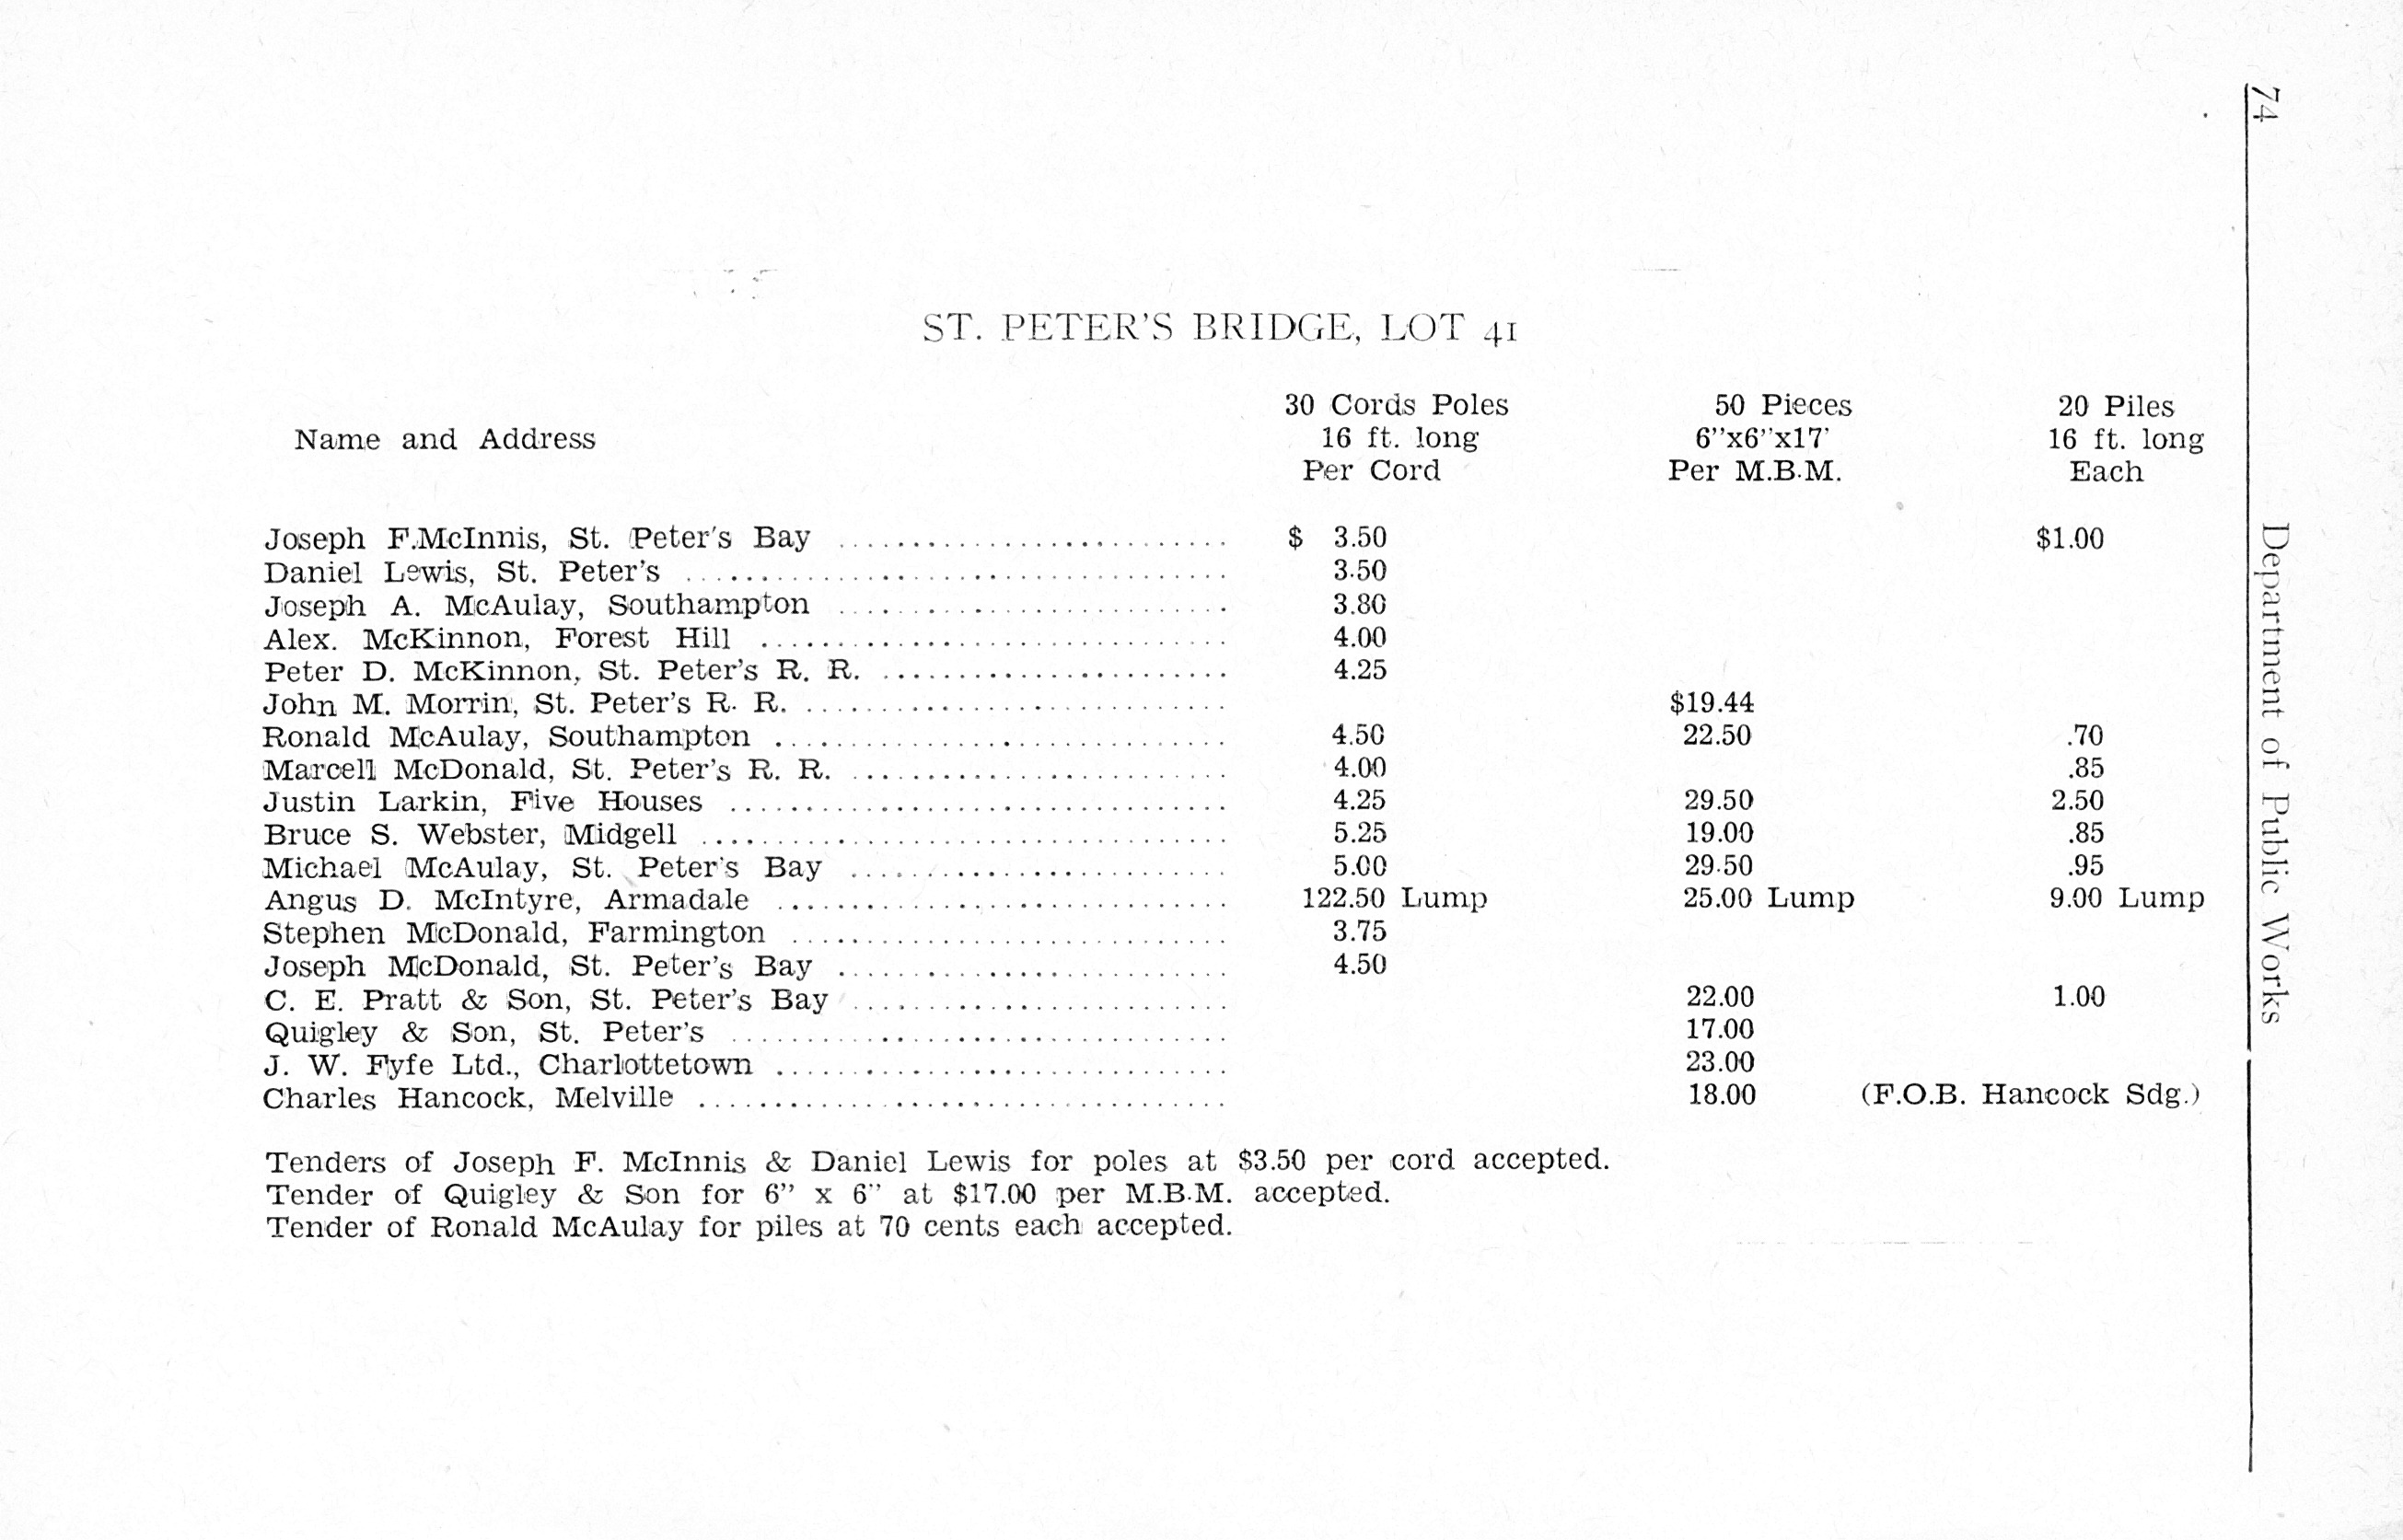 74
Department of Public Works
ST. PETER'S BRIDGE, LOT 41
30 Cords Poles 50 Pieces 20 Piles
Name and Address 16 ft. long 6"x6"x17' 16 ft. long
Per Cord Per M.B.M. Each
Joseph F.McInnis, St. Peter's Bay $ 3.50 $1.00
Daniel Lewis, St. Peter's 3.50
Joseph A. McAulay, Southampton 3.80
Alex. McKinnon, Forest Hill 4.00
Peter D. McKinnon, St. Peter's R. R. 4.25
John M. Morrin, St. Peter's R. R. $19.44
Ronald McAulay, Southampton 4.50 22.50 .70
Marcell McDonald, St. Peter's R. R. 4.00 .85
Justin Larkin, Five Houses 4.25 29.50 2.50
Bruce S. Webster, Midgell 5.25 19.00 .85
Michael McAulay, St. Peter's Bay 5.00 29.50 .95
Angus D. McIntyre, Armadale 122.50 Lump 25.00 Lump 9.00 Lump
Stephen McDonald, Farmington 3.75
Joseph McDonald, St. Peter's Bay 4.50
C. E. Pratt & Son, St. Peter's Bay 22.00 1.00
Quigley & Son, St. Peter's 17.00
J. W. Fyfe Ltd., Charlottetown 23.00
Charles Hancock, Melville 18.00 (F.O.B. Hancock Sdg.)
Tenders of Joseph F. McInnis & Daniel Lewis for poles at $3.50 per cord accepted.
Tender of Quigley & Son for 6" x 6" at $17.00 per M.B.M. accepted.
Tender of Ronald McAulay for piles at 70 cents each accepted.